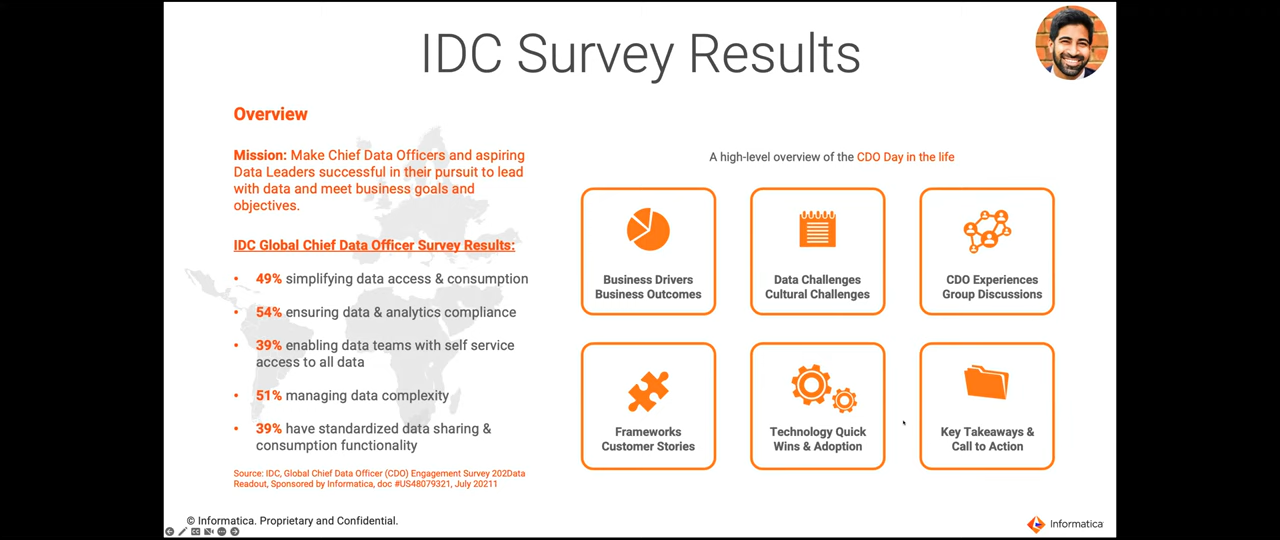 IDC Survey Results
Overview
Mission: Make Chief Data Officers and aspiring
Data Leaders successful in their pursuit to lead
with data and meet business goals and
objectives.
IDC Global Chief Data Officer Survey Results:
• 49% simplifying data access & consumption
• 54% ensuring data & analytics compliance
• 39% enabling data teams with self service
access to all data
• 51% managing data complexity
• 39% have standardized data sharing &
consumption functionality
Source: IDC, Global Chief Data Officer (CDO) Engagement Survey 202Data
Readout, Sponsored by Informatica, doc #US48079321, July 20211
A high-level overview of the CDO Day in the life
Business Drivers
Business Outcomes
Data Challenges
Cultural Challenges
CDO Experiences
Group Discussions
Frameworks
Customer Stories
Technology Quick
Wins & Adoption
Key Takeaways &
Call to Action
© Informatica. Proprietary and Confidential.
Informatica